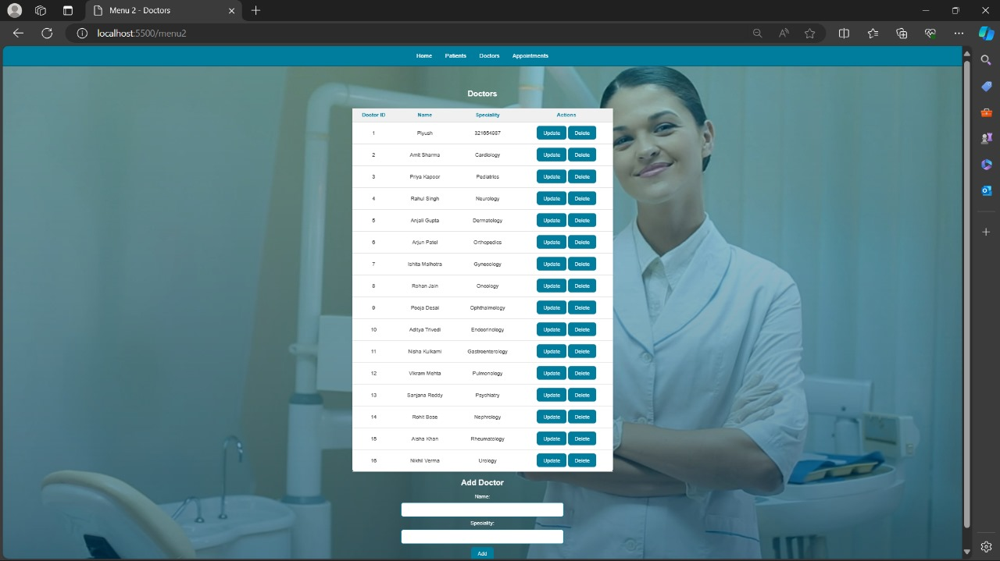 Menu 2 - Doctors
localhost:5500/menu2
Home Patients Doctors Appointments
Doctors
Doctor ID Name Speciality Actions
1 Piyush 321654987 Update Delete
2 Amit Sharma Cardiology Update Delete
3 Priya Kapoor Pediatrics Update Delete
4 Rahul Singh Neurology Update Delete
5 Anjali Gupta Dermatology Update Delete
6 Arjun Patel Orthopedics Update Delete
7 Ishita Malhotra Gynecology Update Delete
8 Rohan Jain Oncology Update Delete
9 Pooja Desai Ophthalmology Update Delete
10 Aditya Trivedi Endocrinology Update Delete
11 Nisha Kulkarni Gastroenterology Update Delete
12 Vikram Mehta Pulmonology Update Delete
13 Sanjana Reddy Psychiatry Update Delete
14 Rohit Bose Nephrology Update Delete
15 Aisha Khan Rheumatology Update Delete
16 Nikhil Verma Urology Update Delete
Add Doctor
Name:
Speciality:
Add